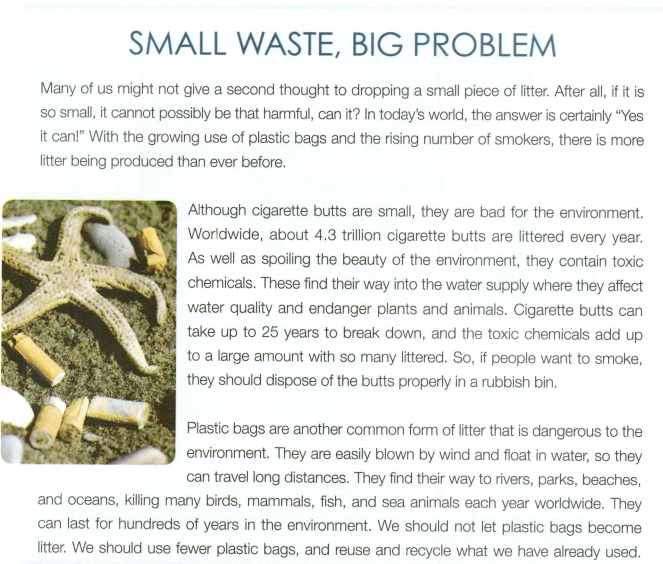 SMALL WASTE, BIG PROBLEM
Many of us might not give a second thought to dropping a small piece of litter. After all, if it is
so small, it cannot possibly be that harmful, can it? In today's world, the answer is certainly “Yes
it can!” With the growing use of plastic bags and the rising number of smokers, there is more
litter being produced than ever before.
Although cigarette butts are small, they are bad for the environment.
Worldwide, about 4.3 trillion cigarette butts are littered every year.
As well as spoiling the beauty of the environment, they contain toxic
chemicals. These find their way into the water supply where they affect
water quality and endanger plants and animals. Cigarette butts can
take up to 25 years to break down, and the toxic chemicals add up
to a large amount with so many littered. So, if people want to smoke,
they should dispose of the butts properly in a rubbish bin.
Plastic bags are another common form of litter that is dangerous to the
environment. They are easily blown by wind and float in water, so they
can travel long distances. They find their way to rivers, parks, beaches,
and oceans, killing many birds, mammals, fish, and sea animals each year worldwide. They
can last for hundreds of years in the environment. We should not let plastic bags become
litter. We should use fewer plastic bags, and reuse and recycle what we have already used.